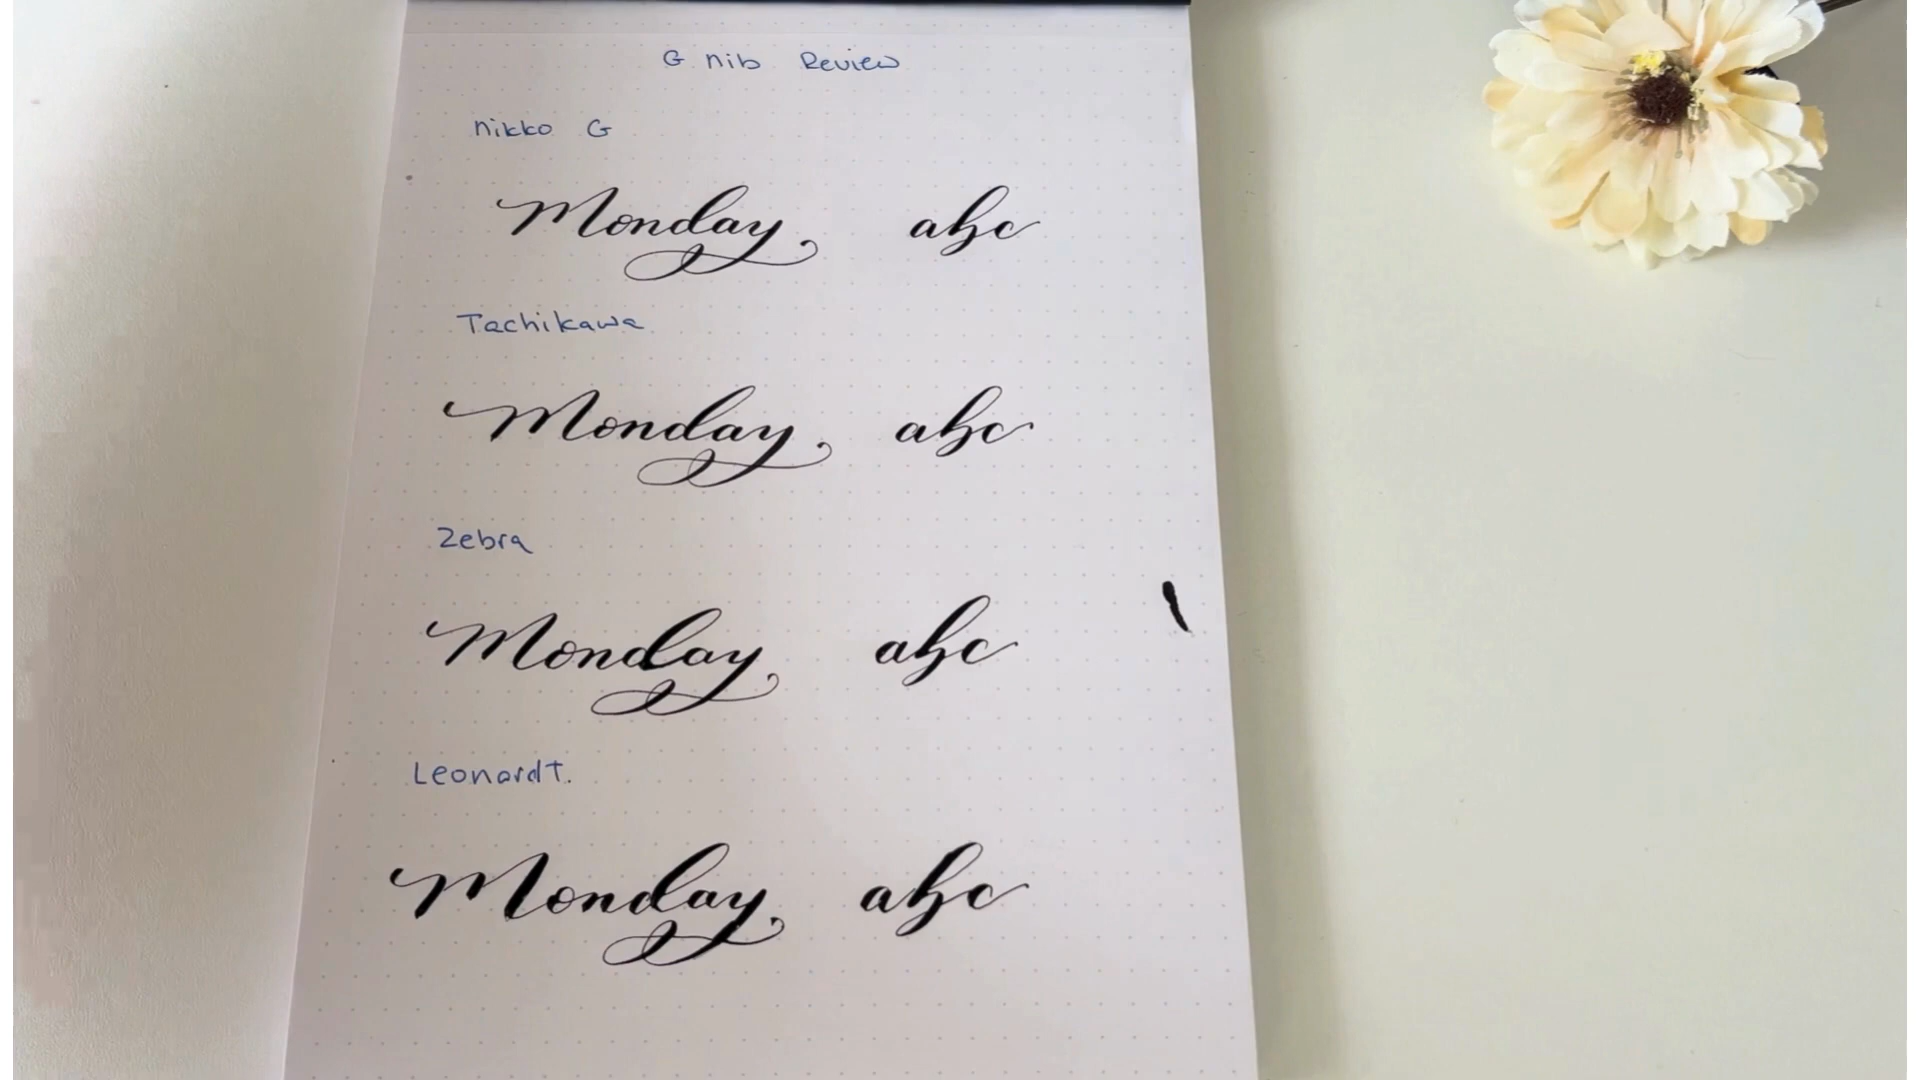 G nib Review
nikko G
Monday abc
Tachikawa
Monday abc
Zebra
Monday abc
Leonardt.
Monday abc